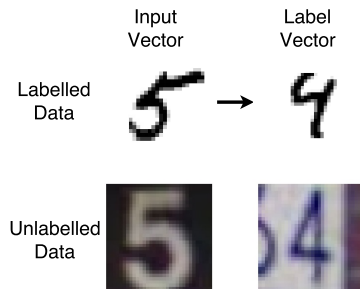 Input Vector
Label Vector
Labelled Data
5 → 4
Unlabelled Data
5 4